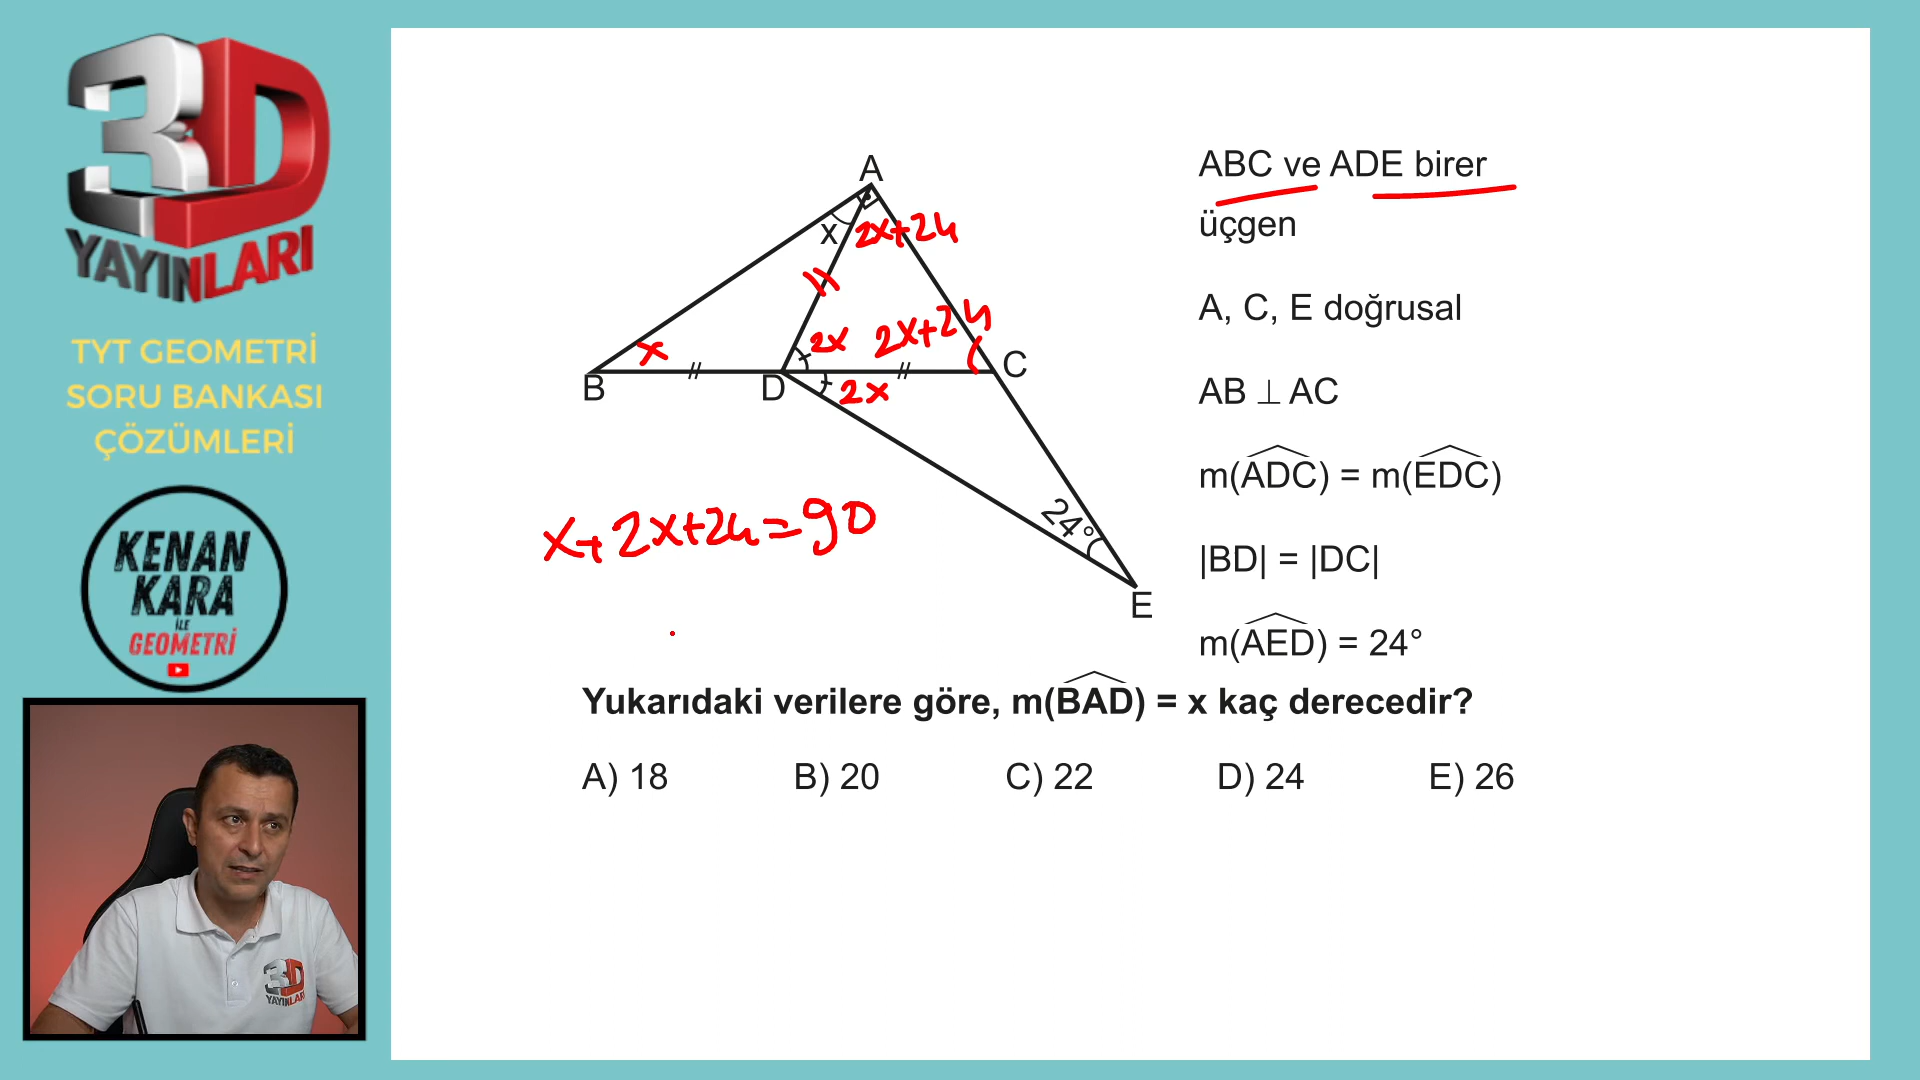 3D
YAYINLARI
TYT GEOMETRİ
SORU BANKASI
ÇÖZÜMLERİ
KENAN
KARA
İLE
GEOMETRİ
3D
YAYINLARI
A
x
2x+24
2x
2x+24
x
B
D
C
2x
24°
E
x+2x+24=90
ABC ve ADE birer
üçgen
A, C, E doğrusal
AB ⊥ AC
m(ADC) = m(EDC)
|BD| = |DC|
m(AED) = 24°
Yukarıdaki verilere göre, m(BAD) = x kaç derecedir?
A) 18 B) 20 C) 22 D) 24 E) 26